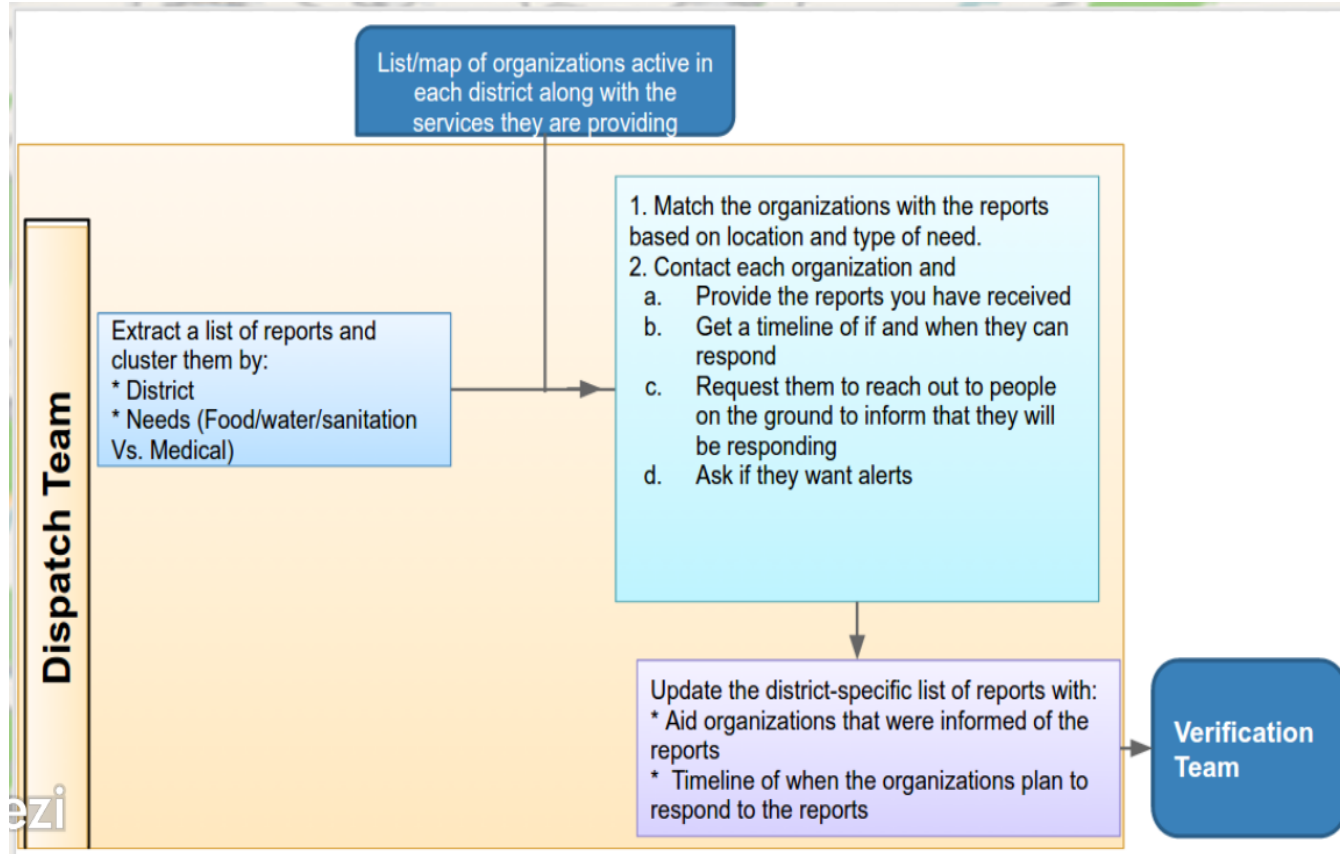 List/map of organizations active in
each district along with the
services they are providing
Dispatch Team
Extract a list of reports and
cluster them by:
* District
* Needs (Food/water/sanitation
Vs. Medical)
1. Match the organizations with the reports
based on location and type of need.
2. Contact each organization and
a. Provide the reports you have received
b. Get a timeline of if and when they can
respond
c. Request them to reach out to people
on the ground to inform that they will
be responding
d. Ask if they want alerts
Update the district-specific list of reports with:
* Aid organizations that were informed of the
reports
* Timeline of when the organizations plan to
respond to the reports
Verification
Team
ezi